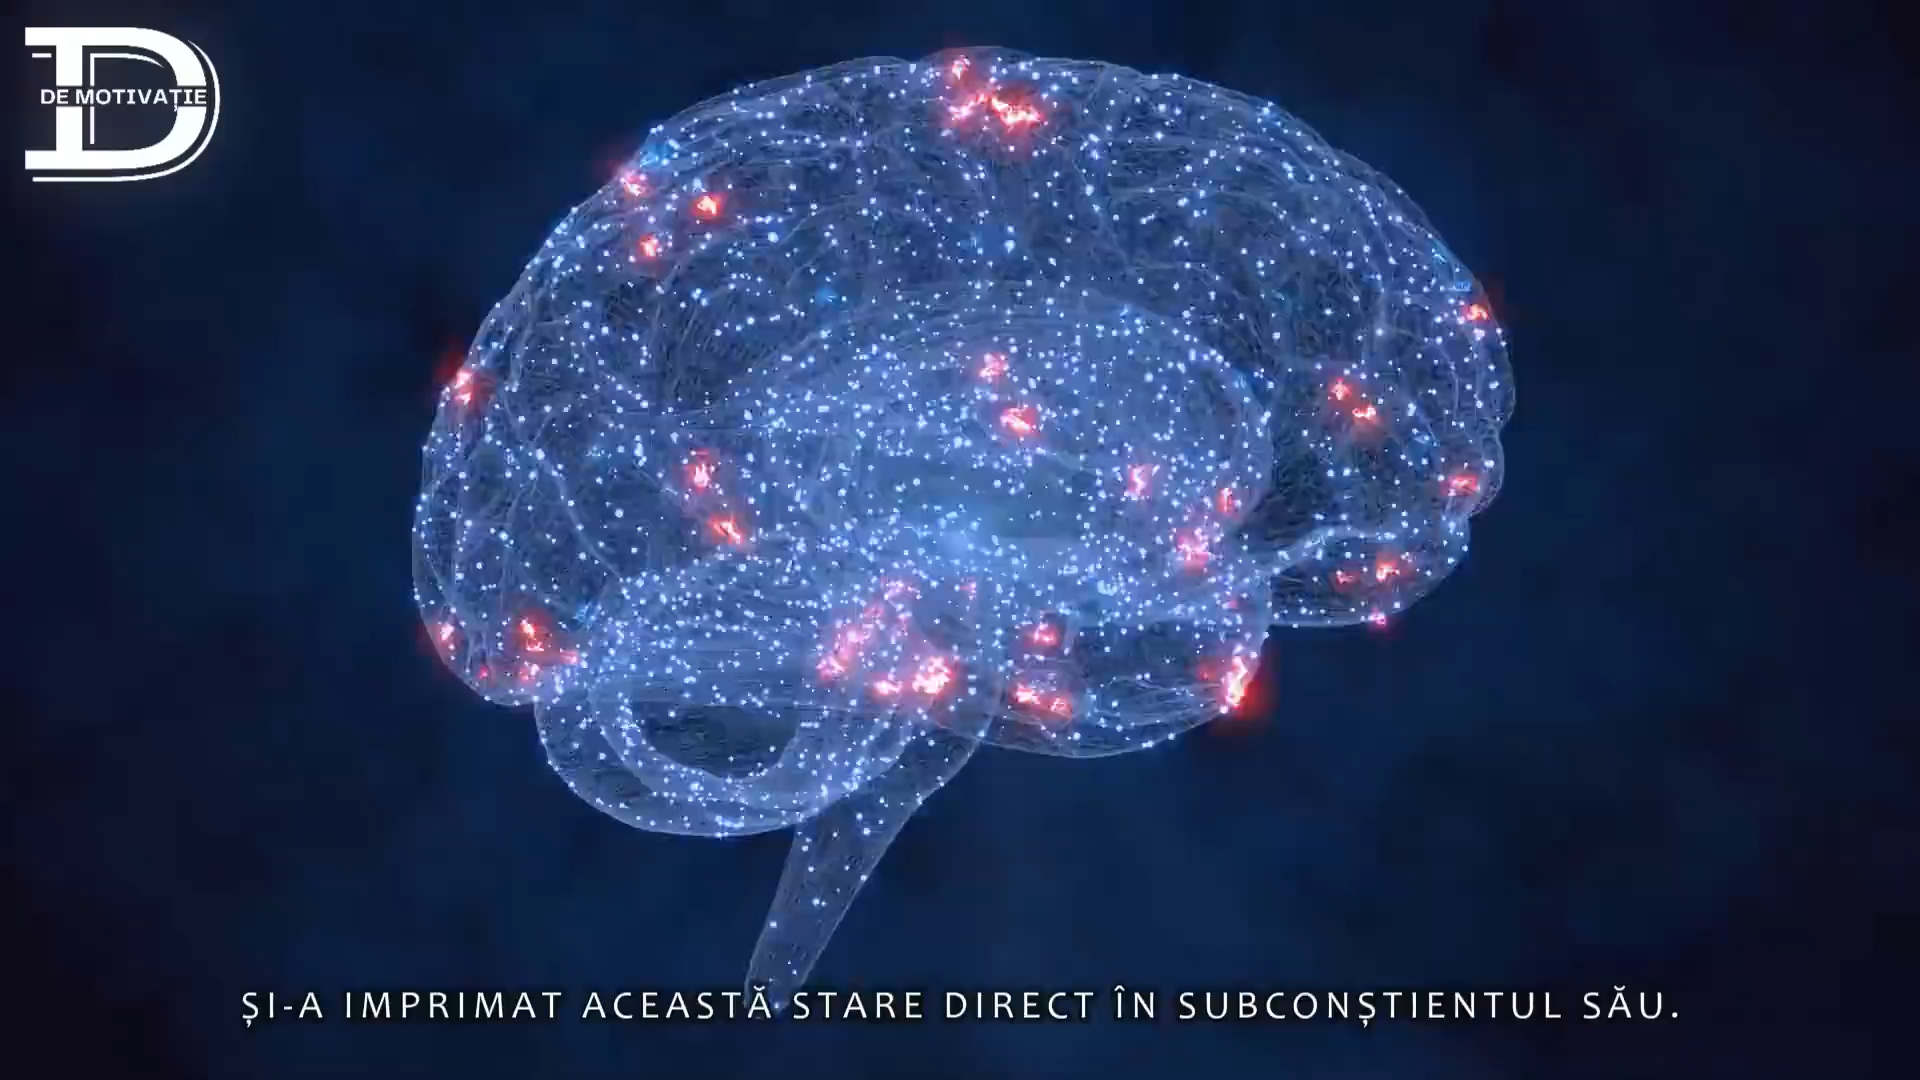 DE MOTIVAȚIE
ȘI-A IMPRIMAT ACEASTĂ STARE DIRECT ÎN SUBCONȘTIENTUL SĂU.